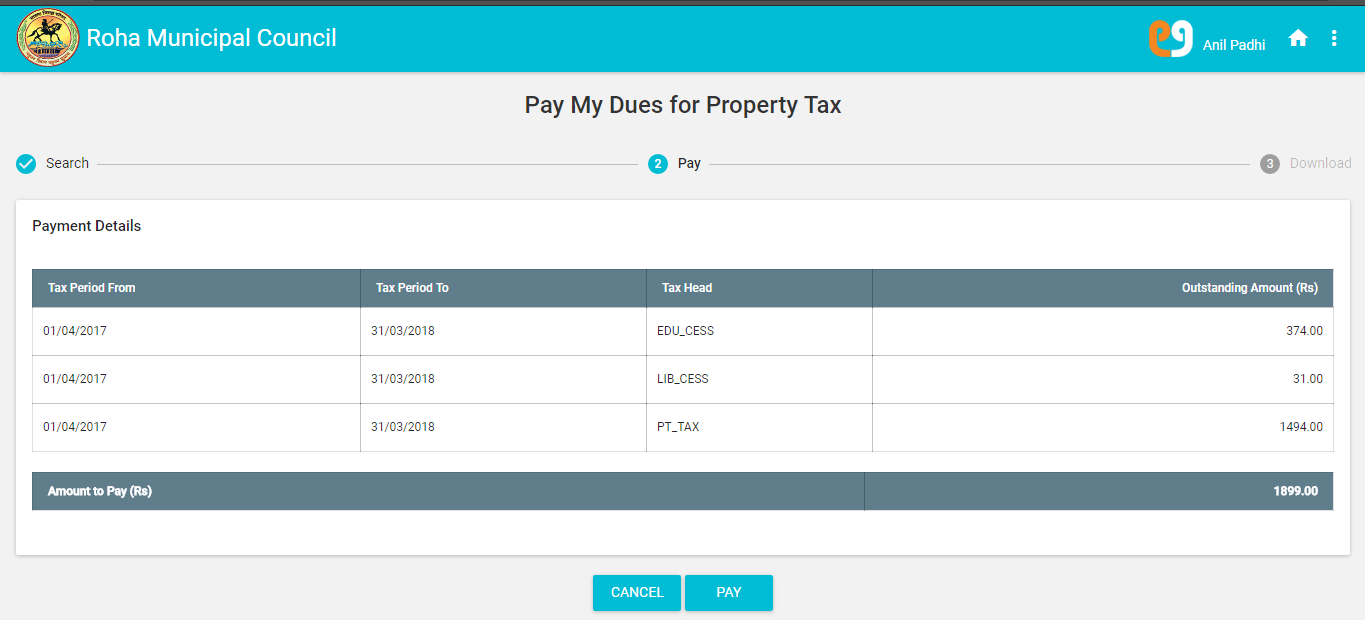 Roha Municipal Council
Anil Padhi
Pay My Dues for Property Tax
Search
2 Pay
3 Download
Payment Details
Tax Period From Tax Period To Tax Head Outstanding Amount (Rs)
01/04/2017 31/03/2018 EDU_CESS 374.00
01/04/2017 31/03/2018 LIB_CESS 31.00
01/04/2017 31/03/2018 PT_TAX 1494.00
Amount to Pay (Rs) 1899.00
CANCEL PAY